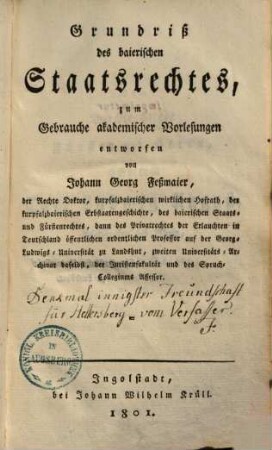 Grundriß
des baierischen
Staatsrechtes,
zum
Gebrauche akademischer Vorlesungen
entworfen
von
Johann Georg Feßmaier,
der Rechte Doktor, kurpfalzbaierischen wirklichen Hofrath, der
kurpfalzbaierischen Erbstaatengeschichte, des baierischen Staats-
und Fürstenrechtes, dann des Privatrechtes der Erlauchten in
Deutschland öffentlichen ordentlichen Professor auf der Georg-
Ludwigs-Universität zu Landshut, zweiten Universitäts-Ar-
chivar daselbst, der Juristenfakultät und des Spruch-
Collegiums Assessor.
Denkmal innigster Freundschaft
für vom Verfasser
F.
Ingolstadt,
bei Johann Wilhelm Krüll.
1801.